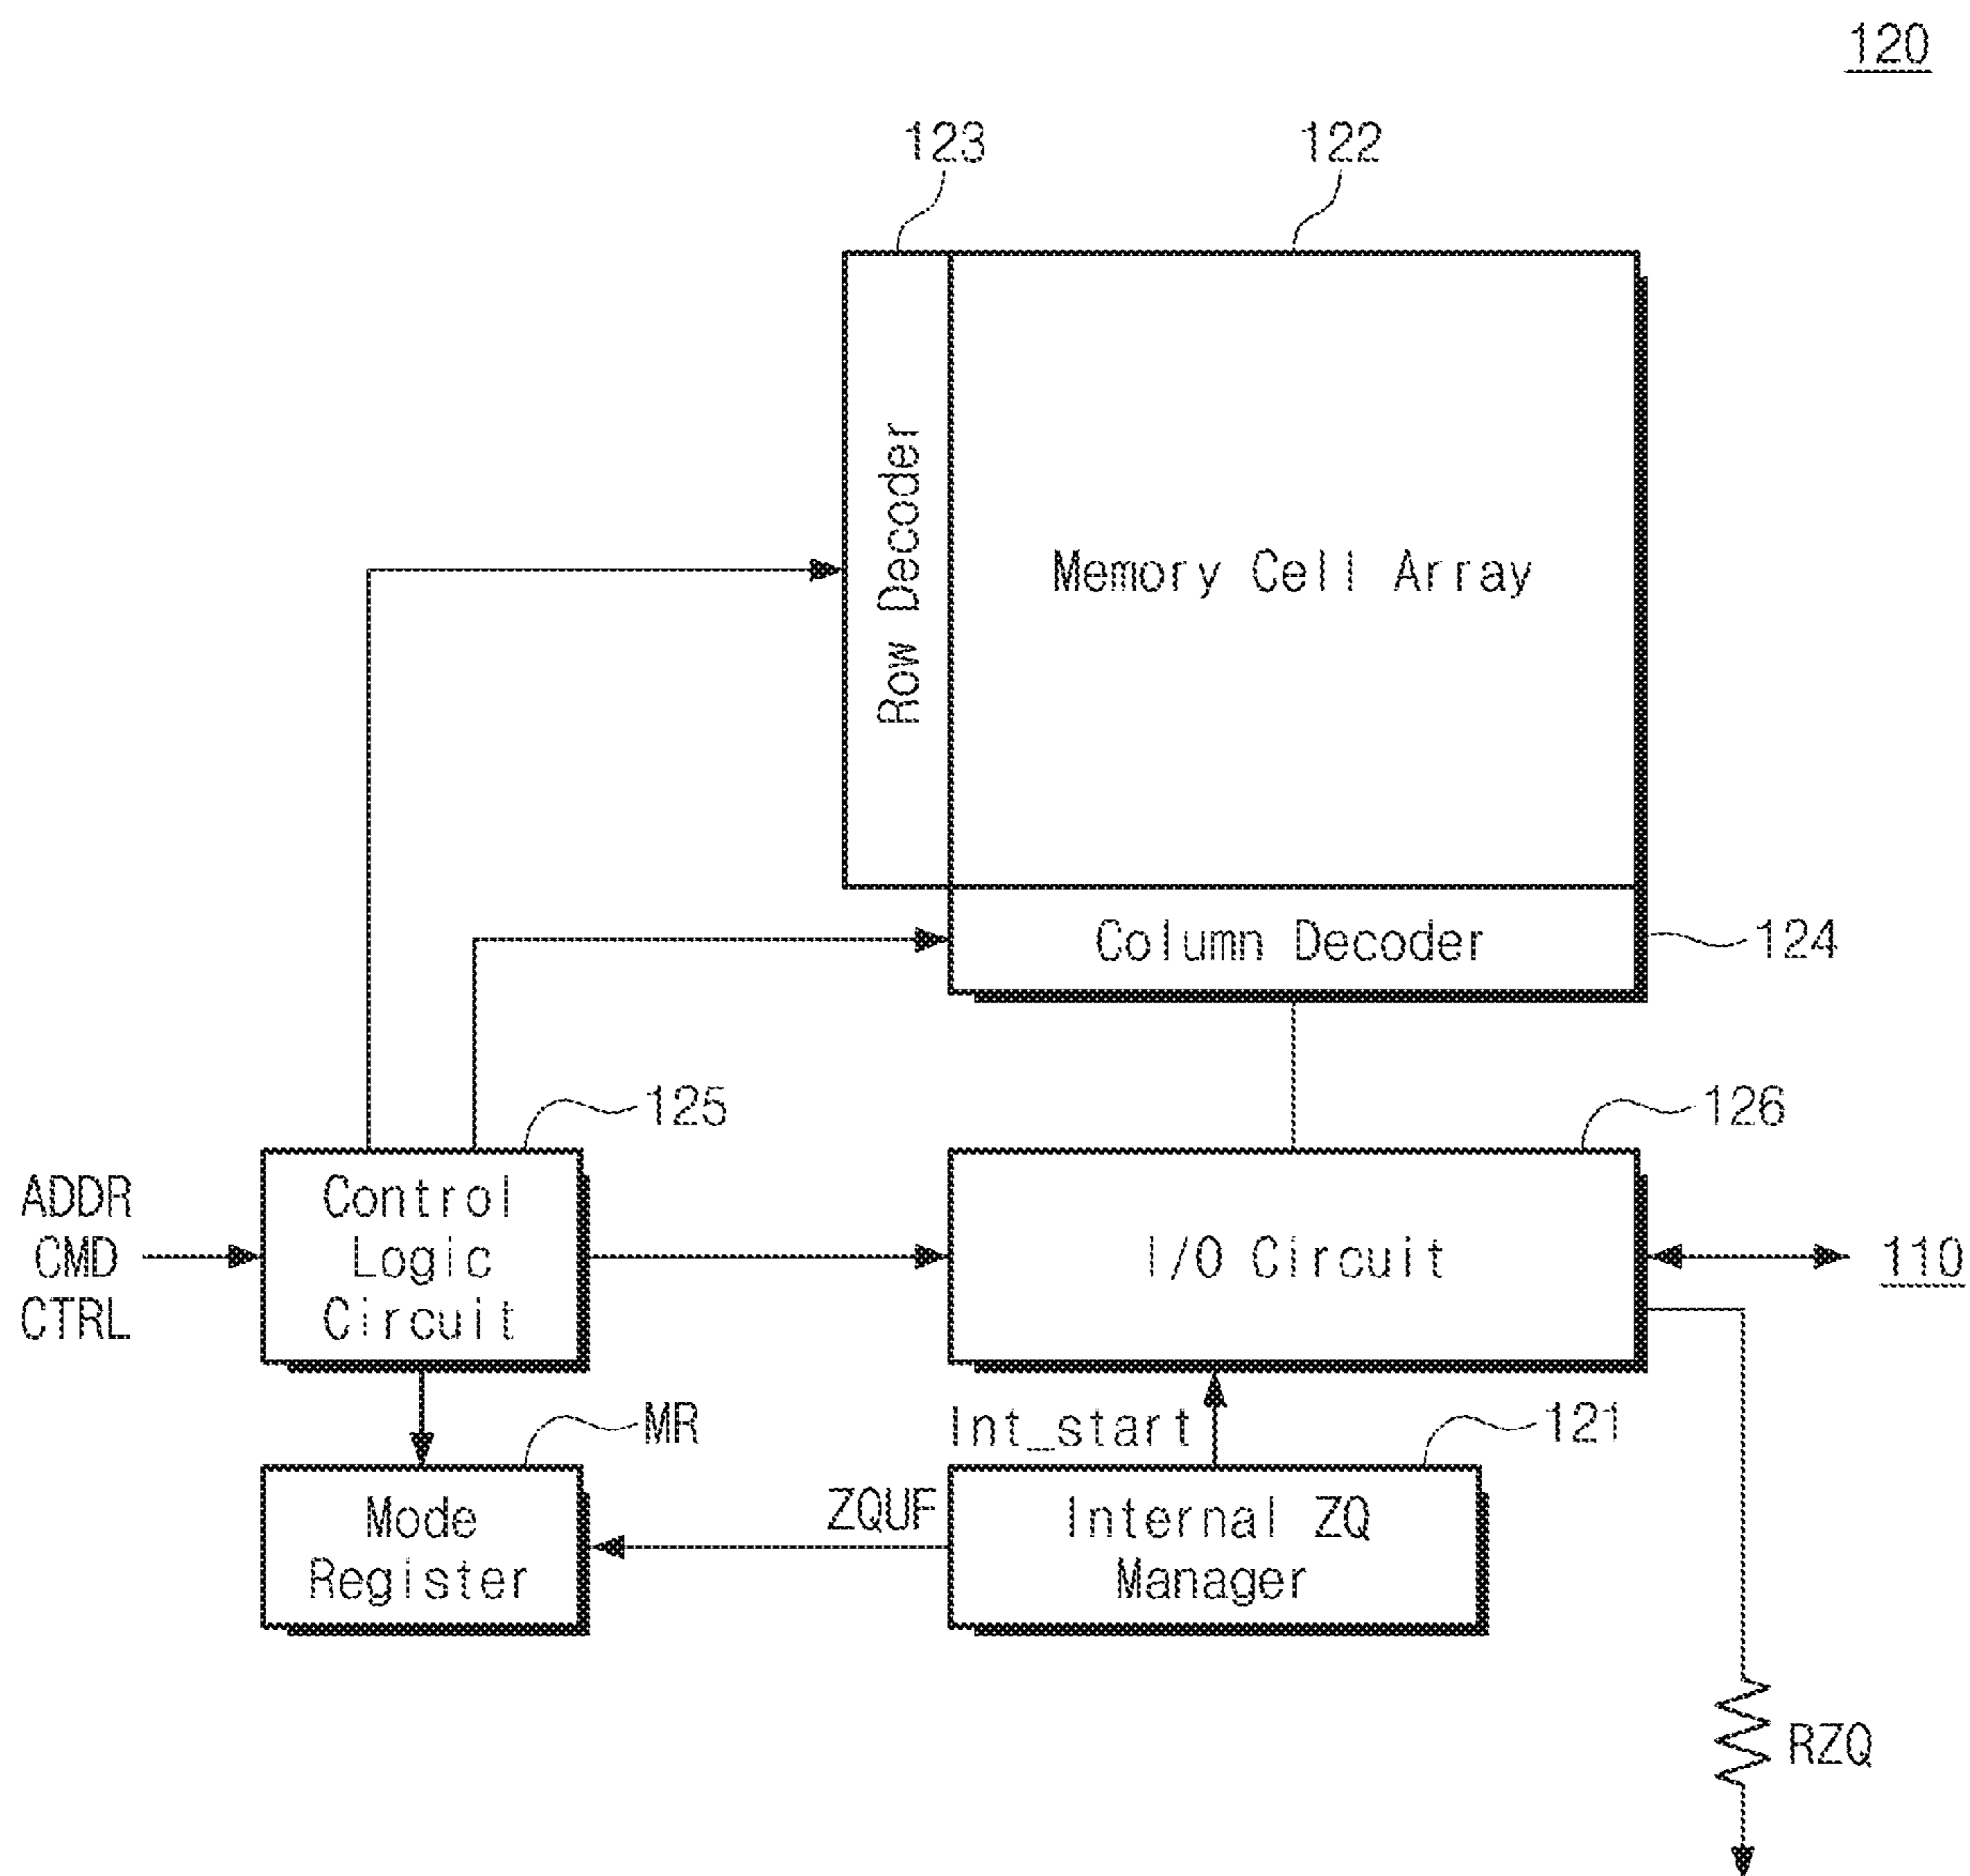 120
123
122
Row Decoder
Memory Cell Array
Column Decoder
124
125
126
ADDR
CMD
CTRL
Control
Logic
Circuit
I/O Circuit
110
MR
Int_start
121
Mode
Register
ZQUF
Internal ZQ
Manager
RZQ